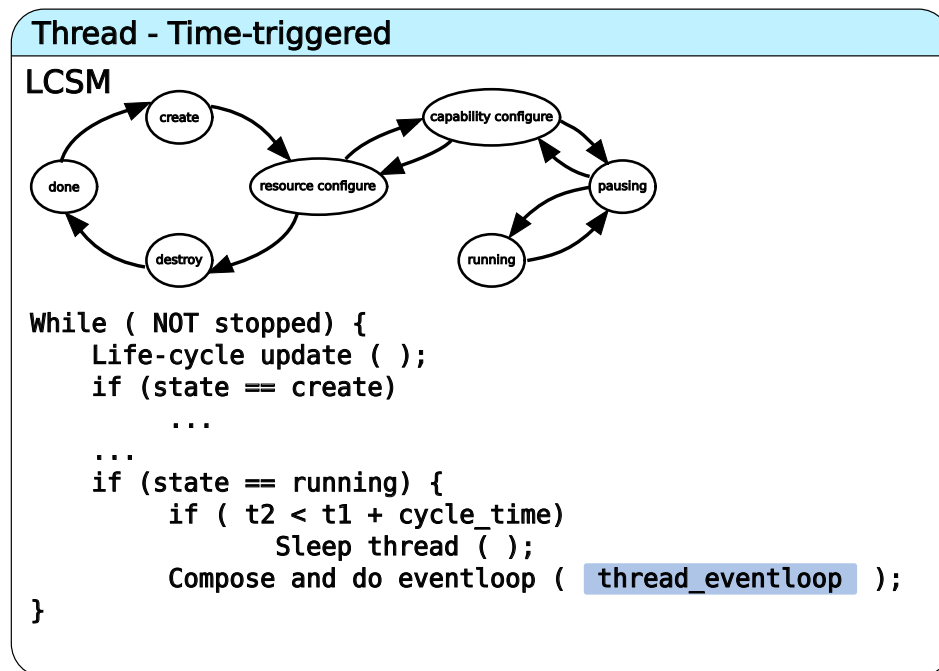 Thread - Time-triggered
LCSM
create
capability configure
done
resource configure
pausing
destroy
running
While ( NOT stopped) {
Life-cycle update ( );
if (state == create)
...
...
if (state == running) {
if ( t2 < t1 + cycle_time)
Sleep thread ( );
Compose and do eventloop ( thread_eventloop );
}